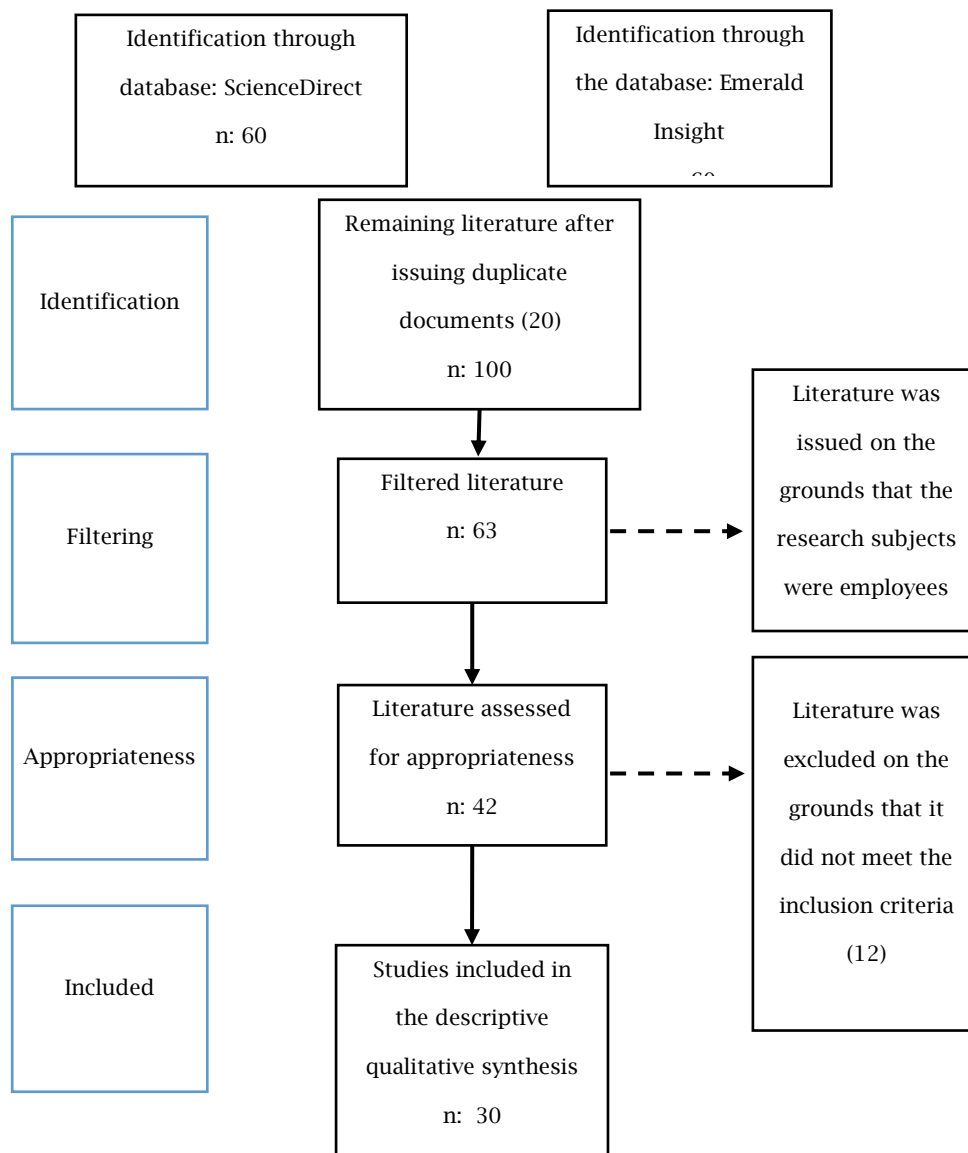 Identification through
database: ScienceDirect
n: 60
Identification through
the database: Emerald
Insight
Remaining literature after
issuing duplicate
documents (20)
n: 100
Identification
Literature was
issued on the
grounds that the
research subjects
were employees
Filtered literature
n: 63
Filtering
Literature assessed
for appropriateness
n: 42
Appropriateness
Literature was
excluded on the
grounds that it
did not meet the
inclusion criteria
(12)
Studies included in
the descriptive
qualitative synthesis
n: 30
Included